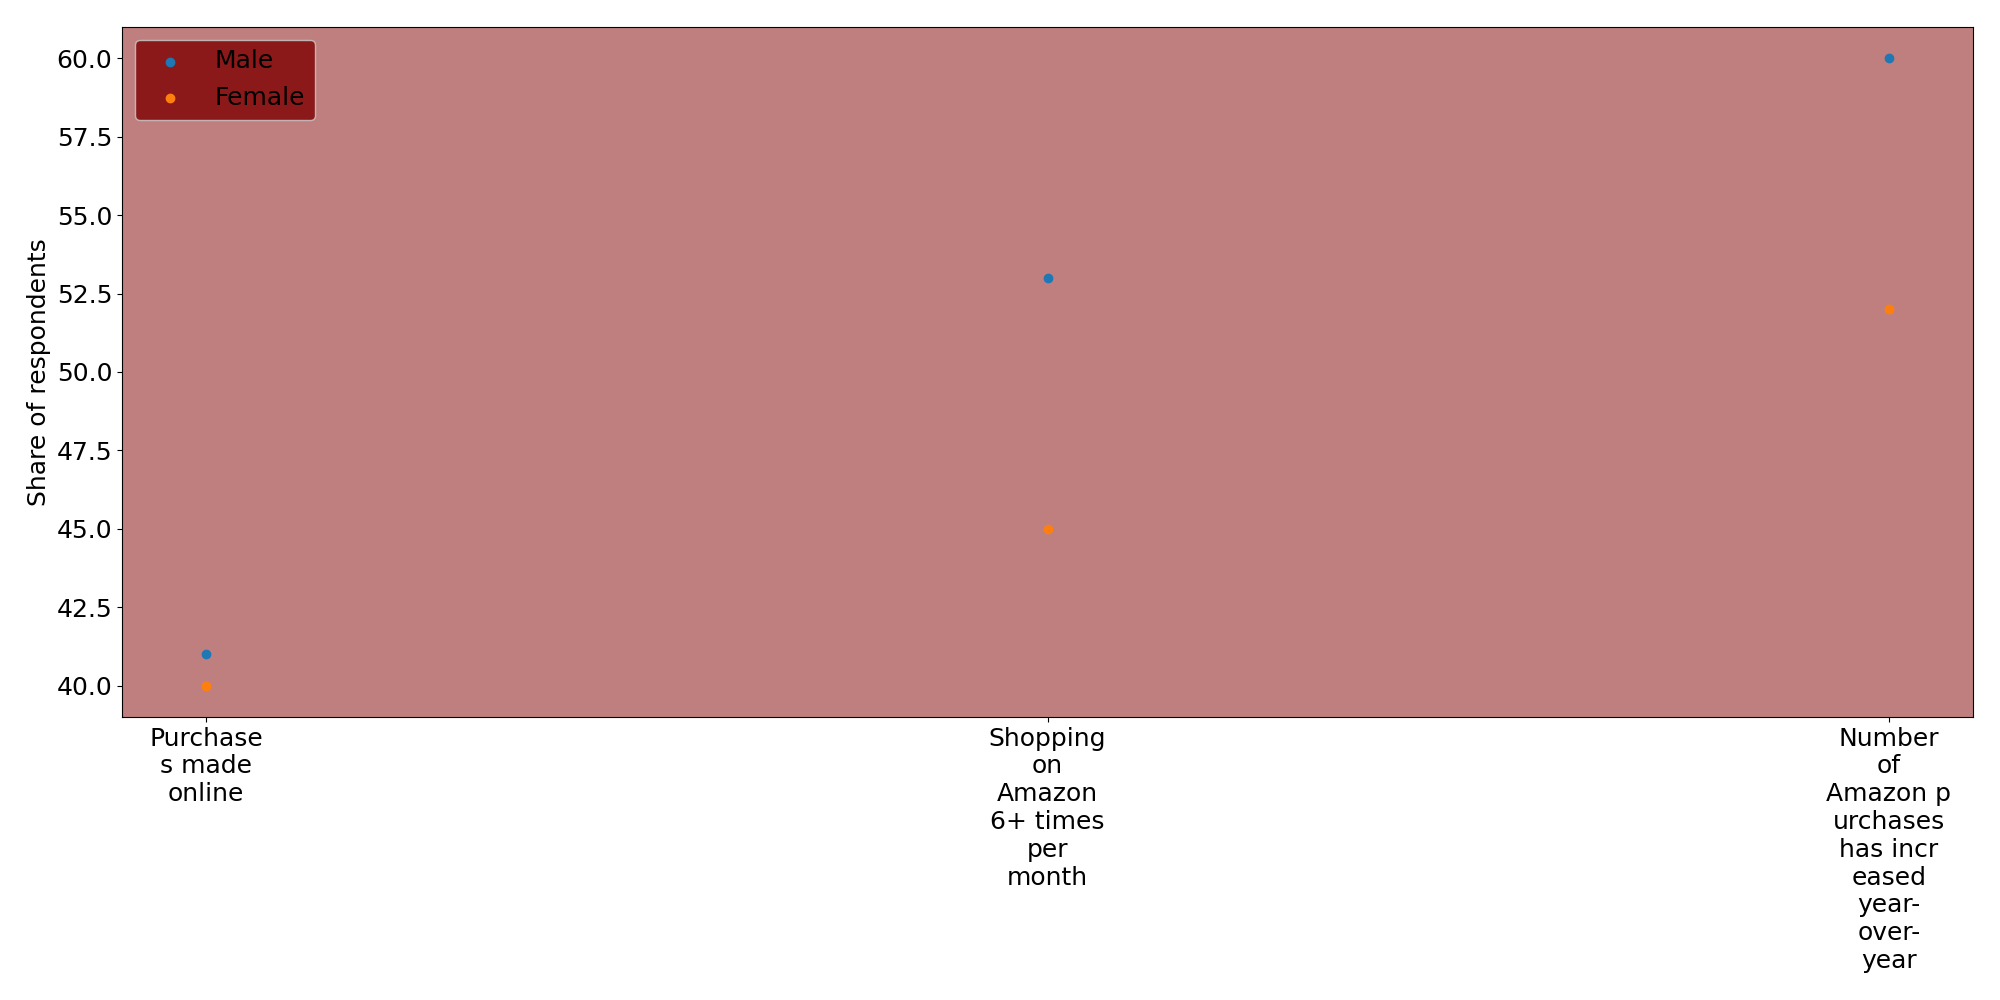 Male
Female
Share of respondents
60.0
57.5
55.0
52.5
50.0
47.5
45.0
42.5
40.0
Purchase
s made
online
Shopping
on
Amazon
6+ times
per
month
Number
of
Amazon p
urchases
has incr
eased
year-
over-
year